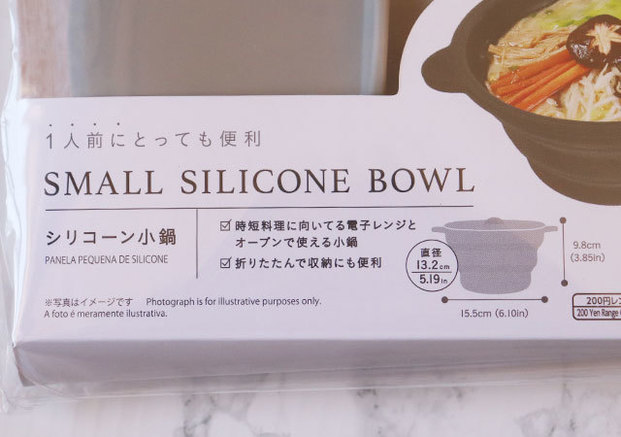 1人前にとっても便利
SMALL SILICONE BOWL
シリコーン小鍋
PANELA PEQUENA DE SILICONE
☑時短料理に向いてる電子レンジと
オーブンで使える小鍋
☑折りたたんで収納にも便利
直径
13.2cm
5.19in
9.8cm
(3.85in)
15.5cm (6.10in)
※写真はイメージです Photograph is for illustrative purposes only.
A foto é meramente ilustrativa.
200円レン
200 Yen Range